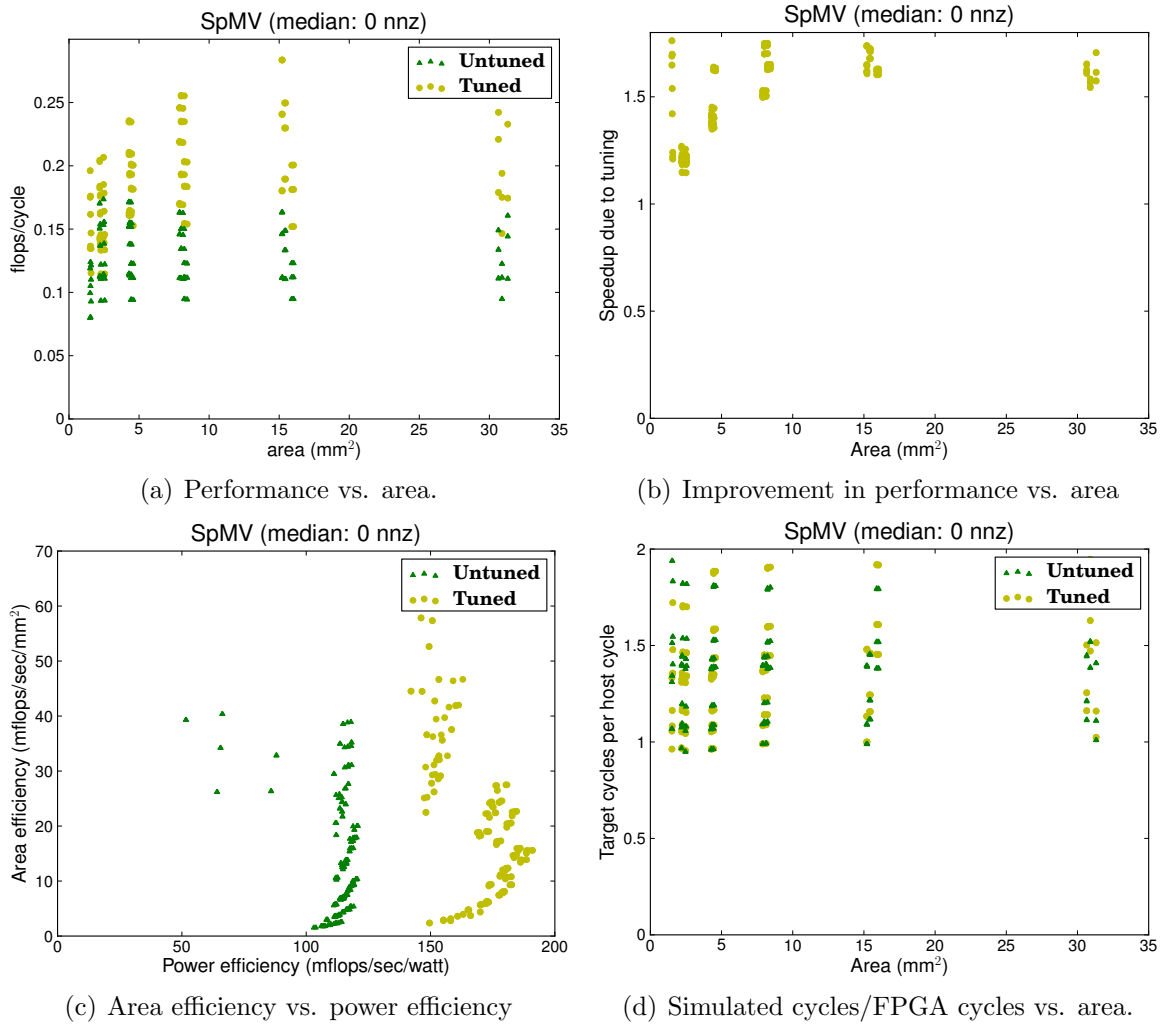 SpMV (median: 0 nnz)
Untuned
Tuned
flops/cycle
0.25
0.2
0.15
0.1
0.05
0
0 5 10 15 20 25 30 35
area (mm²)
(a) Performance vs. area.
SpMV (median: 0 nnz)
Speedup due to tuning
1.5
1
0.5
0
0 5 10 15 20 25 30 35
Area (mm²)
(b) Improvement in performance vs. area
SpMV (median: 0 nnz)
Untuned
Tuned
Area efficiency (mflops/sec/mm²)
70
60
50
40
30
20
10
0
0 50 100 150 200
Power efficiency (mflops/sec/watt)
(c) Area efficiency vs. power efficiency
SpMV (median: 0 nnz)
Untuned
Tuned
Target cycles per host cycle
2
1.5
1
0.5
0
0 5 10 15 20 25 30 35
Area (mm²)
(d) Simulated cycles/FPGA cycles vs. area.